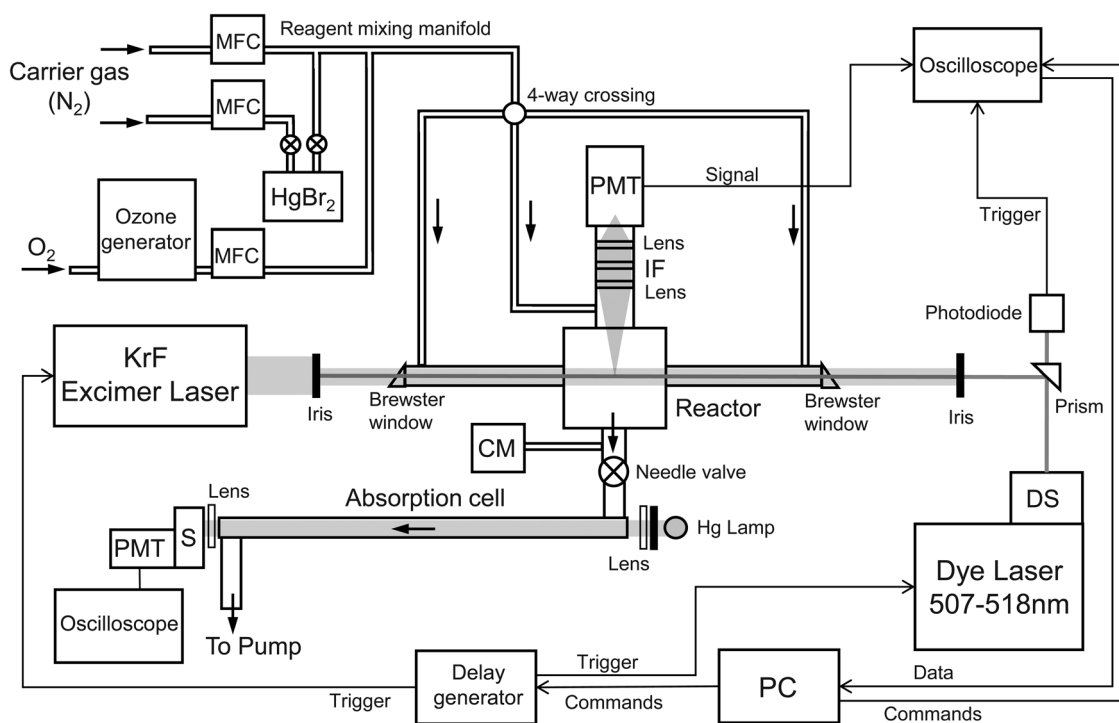 MFC
Reagent mixing manifold
Carrier gas
(N₂)
MFC
4-way crossing
HgBr₂
Ozone
generator
O₂
MFC
PMT
Signal
Oscilloscope
Trigger
Lens
IF
Lens
Photodiode
KrF
Excimer Laser
Iris
Brewster
window
Reactor
Brewster
window
Iris
Prism
CM
Needle valve
Absorption cell
Lens
PMT
S
Lens
Hg Lamp
DS
Dye Laser
507-518nm
Oscilloscope
To Pump
Trigger
Delay
generator
Trigger
Commands
PC
Data
Commands